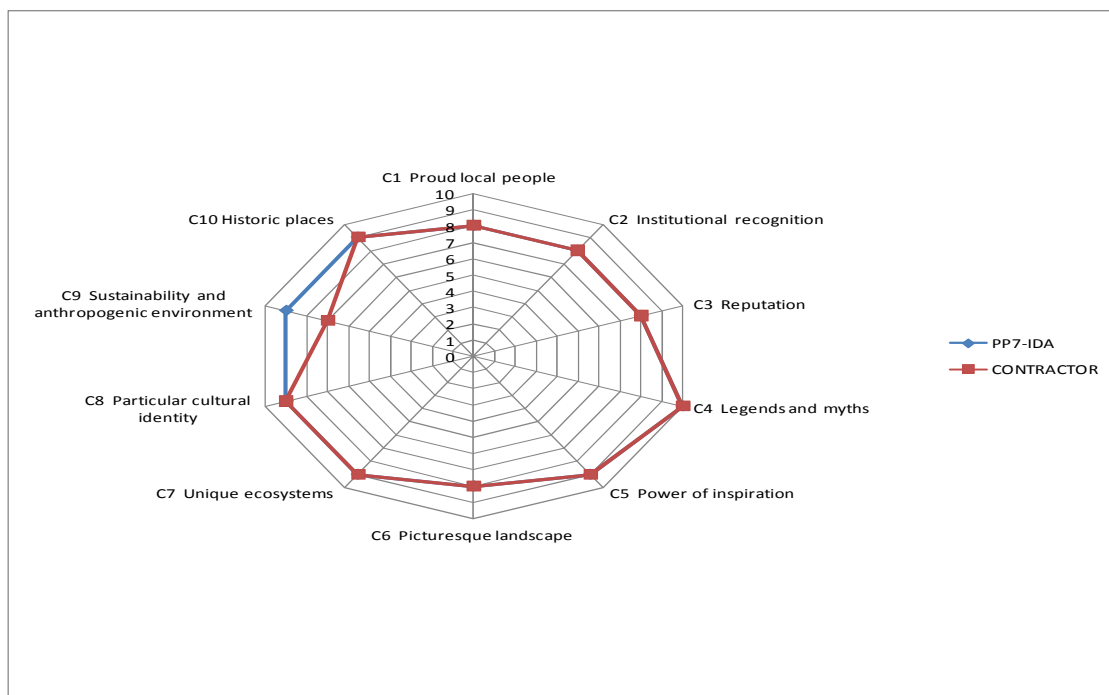 C1 Proud local people
10
9
8
7
6
5
4
3
2
1
0
C2 Institutional recognition
C3 Reputation
C4 Legends and myths
C5 Power of inspiration
C6 Picturesque landscape
C7 Unique ecosystems
C8 Particular cultural
identity
C9 Sustainability and
anthropogenic environment
C10 Historic places
PP7-IDA
CONTRACTOR